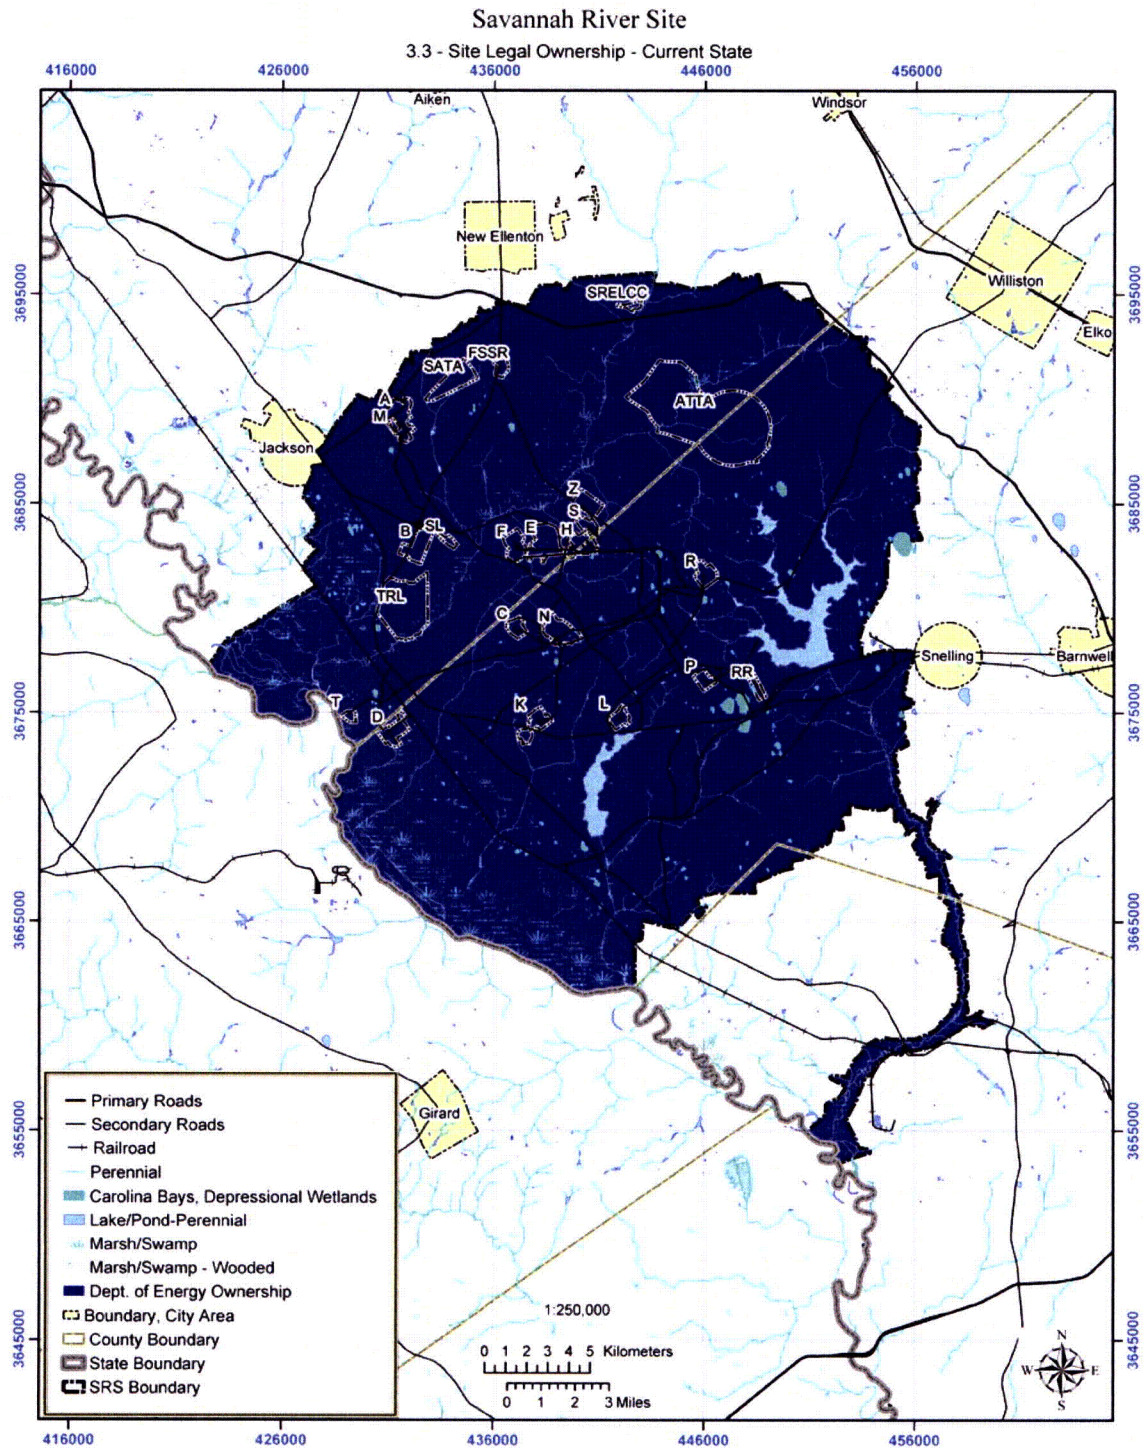 Savannah River Site
3.3 - Site Legal Ownership - Current State
416000 426000 436000 446000 456000
Aiken
Windsor
New Ellenton
Williston
Elko
3695000
3695000
SRELCC
FSSR
SATA
A
M
ATTA
Jackson
3685000
3685000
Z
S
B
SL
F
E
H
R
TRL
C
N
Snelling
Barnwell
P
RR
3675000
3675000
T
D
K
L
3665000
3665000
Girard
3655000
3655000
Primary Roads
Secondary Roads
Railroad
Perennial
Carolina Bays, Depressional Wetlands
Lake/Pond-Perennial
Marsh/Swamp
Marsh/Swamp - Wooded
Dept. of Energy Ownership
Boundary, City Area
County Boundary
State Boundary
SRS Boundary
1:250,000
0 1 2 3 4 5 Kilometers
0 1 2 3 Miles
N
W E
S
3645000
3645000
416000 426000 436000 446000 456000